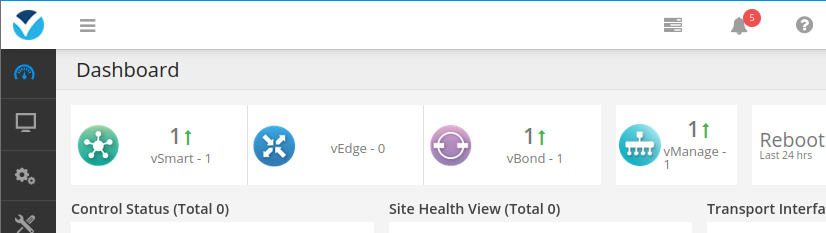 5
Dashboard
1
vSmart - 1
vEdge - 0
1
vBond - 1
1
vManage -
1
Reboot
Last 24 hrs
Control Status (Total 0)
Site Health View (Total 0)
Transport Interfa